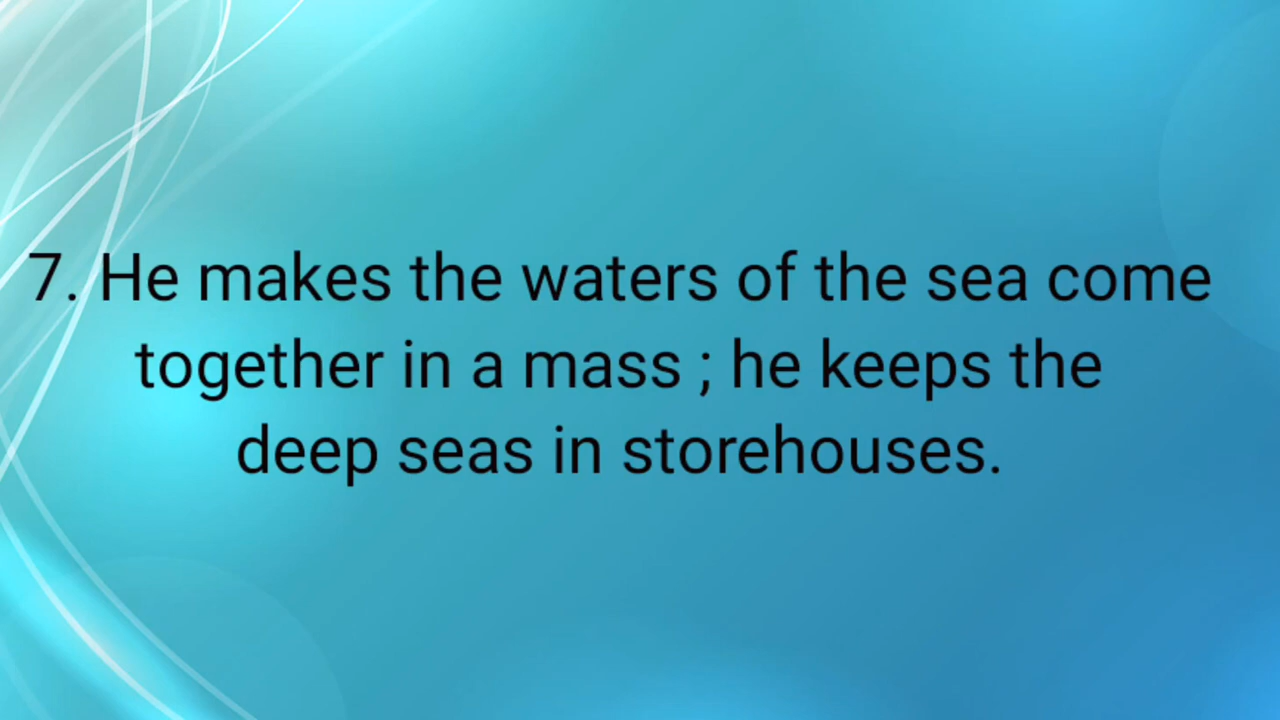 7. He makes the waters of the sea come
together in a mass ; he keeps the
deep seas in storehouses.